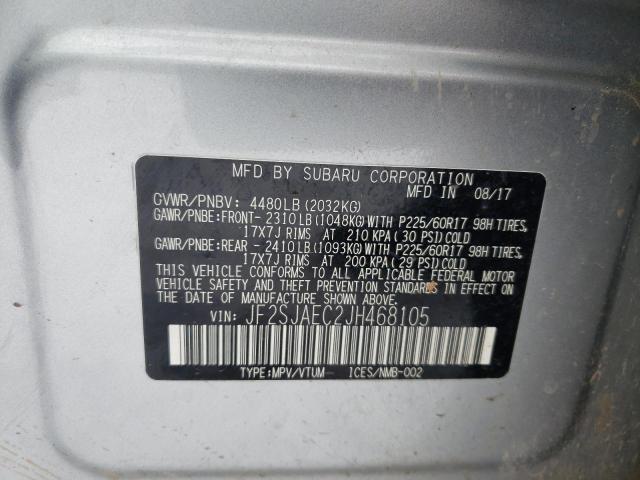 MFD BY SUBARU CORPORATION
MFD IN 08/17
GVWR/PNBV: 4480LB(2032KG)
GAWR/PNBE:FRONT- 2310LB(1048KG)WITH P225/60R17 98H TIRES,
17X7J RIMS AT 210 KPA(30 PSI)COLD
GAWR/PNBE:REAR - 2410LB(1093KG)WITH P225/60R17 98H TIRES,
17X7J RIMS AT 200 KPA(29 PSI)COLD
THIS VEHICLE CONFORMS TO ALL APPLICABLE FEDERAL MOTOR
VEHICLE SAFETY AND THEFT PREVENTION STANDARDS IN EFFECT
ON THE DATE OF MANUFACTURE SHOWN ABOVE.
VIN: JF2SJAEC2JH468105
TYPE:MPV/VTUM ICES/NMB-002